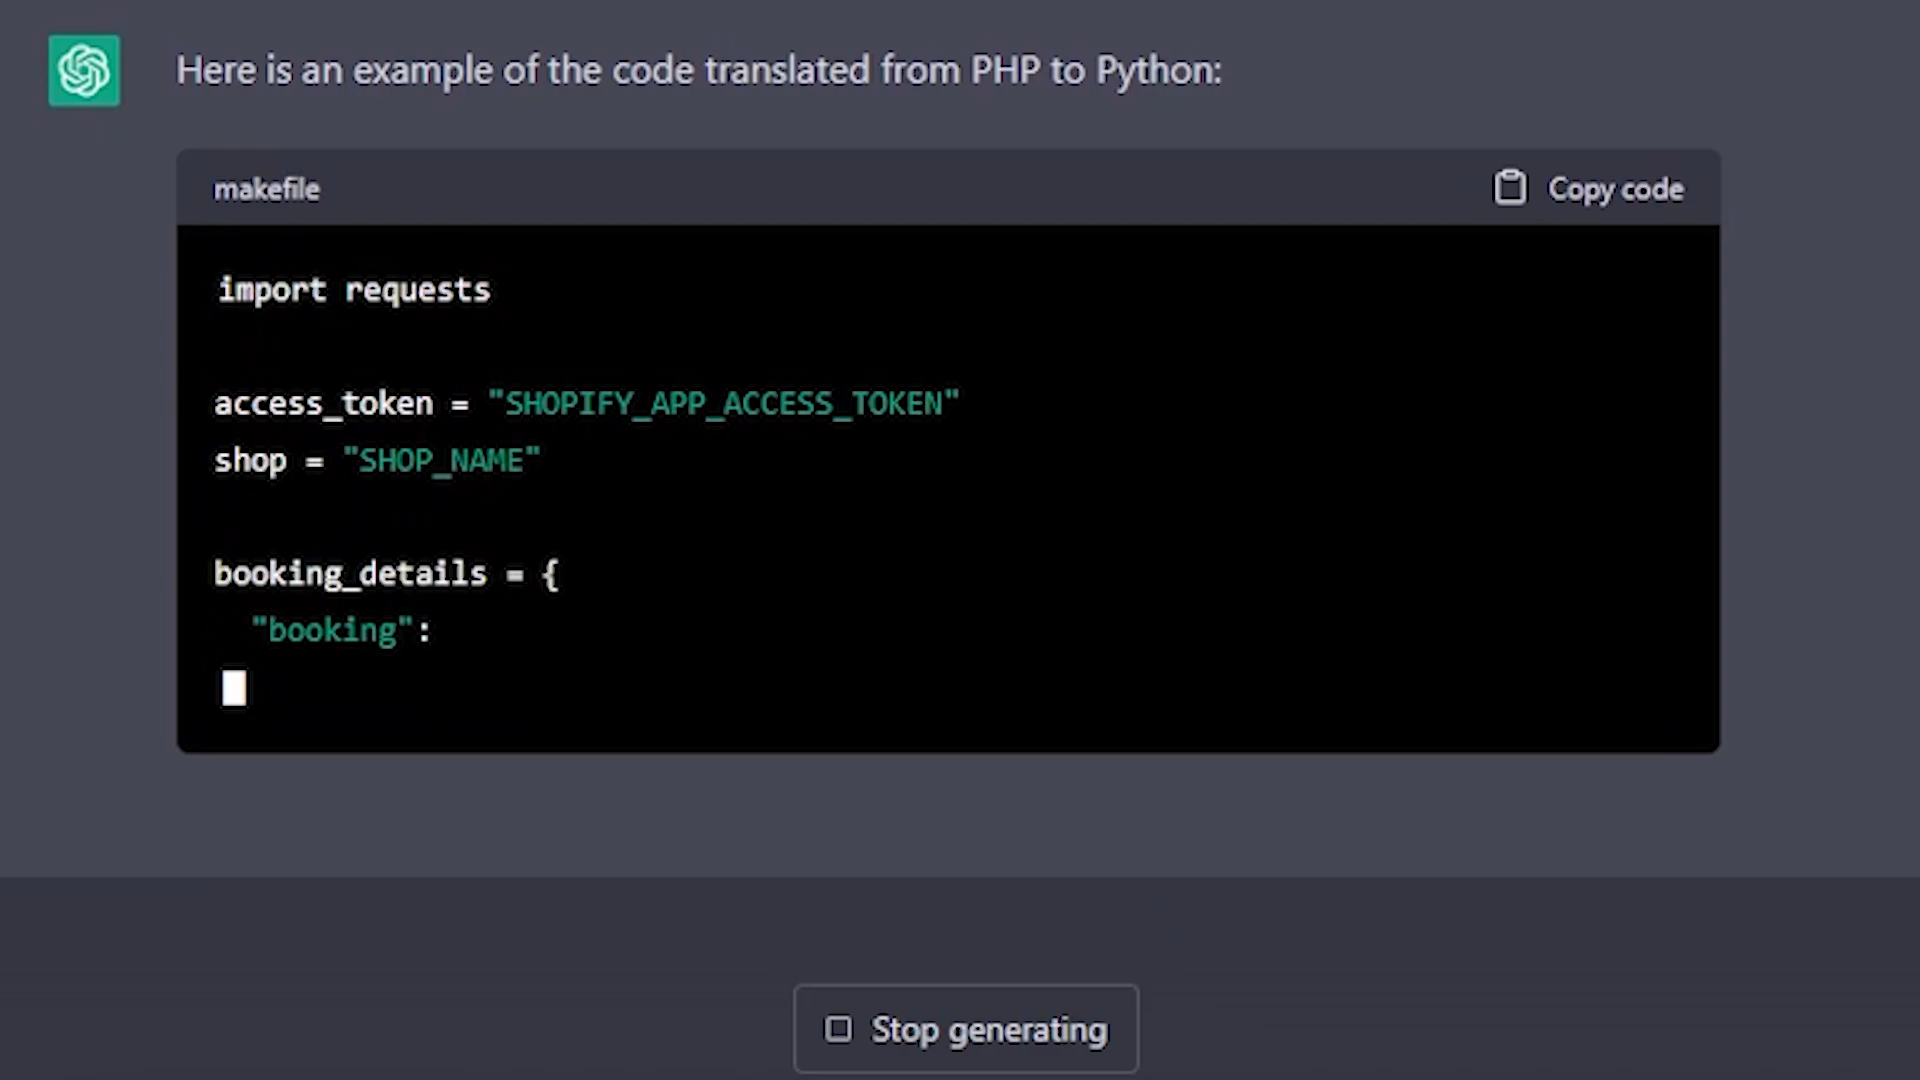 Here is an example of the code translated from PHP to Python:
makefile
Copy code
import requests
access_token = "SHOPIFY_APP_ACCESS_TOKEN"
shop = "SHOP_NAME"
booking_details = {
"booking":
Stop generating